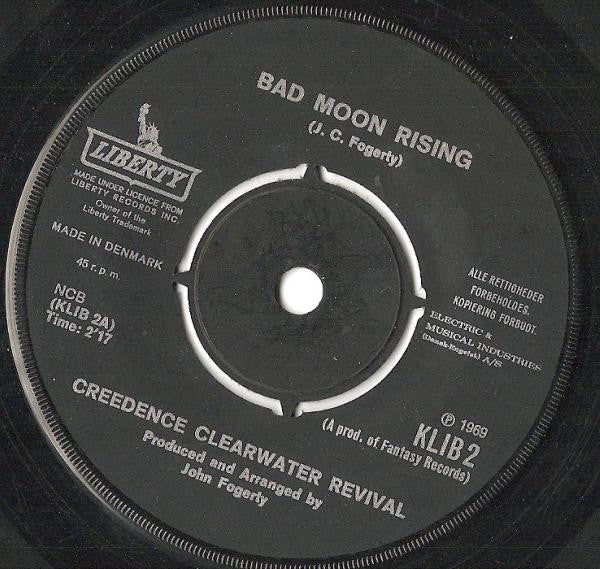 BAD MOON RISING
(J. C. Fogerty)
LIBERTY
MADE UNDER LICENCE FROM
LIBERTY RECORDS INC.
Owner of the
Liberty Trademark
MADE IN DENMARK
45 r. p. m.
NCB
(KLIB 2A)
Time: 2'17
ALLE RETTIGHEDER
FORBEHOLDES.
KOPIERING FORBUDT.
ELECTRIC &
MUSICAL INDUSTRIES
(Dansk-Engelsk) A/S
℗ 1969
KLIB 2
(A prod. of Fantasy Records)
CREEDENCE CLEARWATER REVIVAL
Produced and Arranged by
John Fogerty